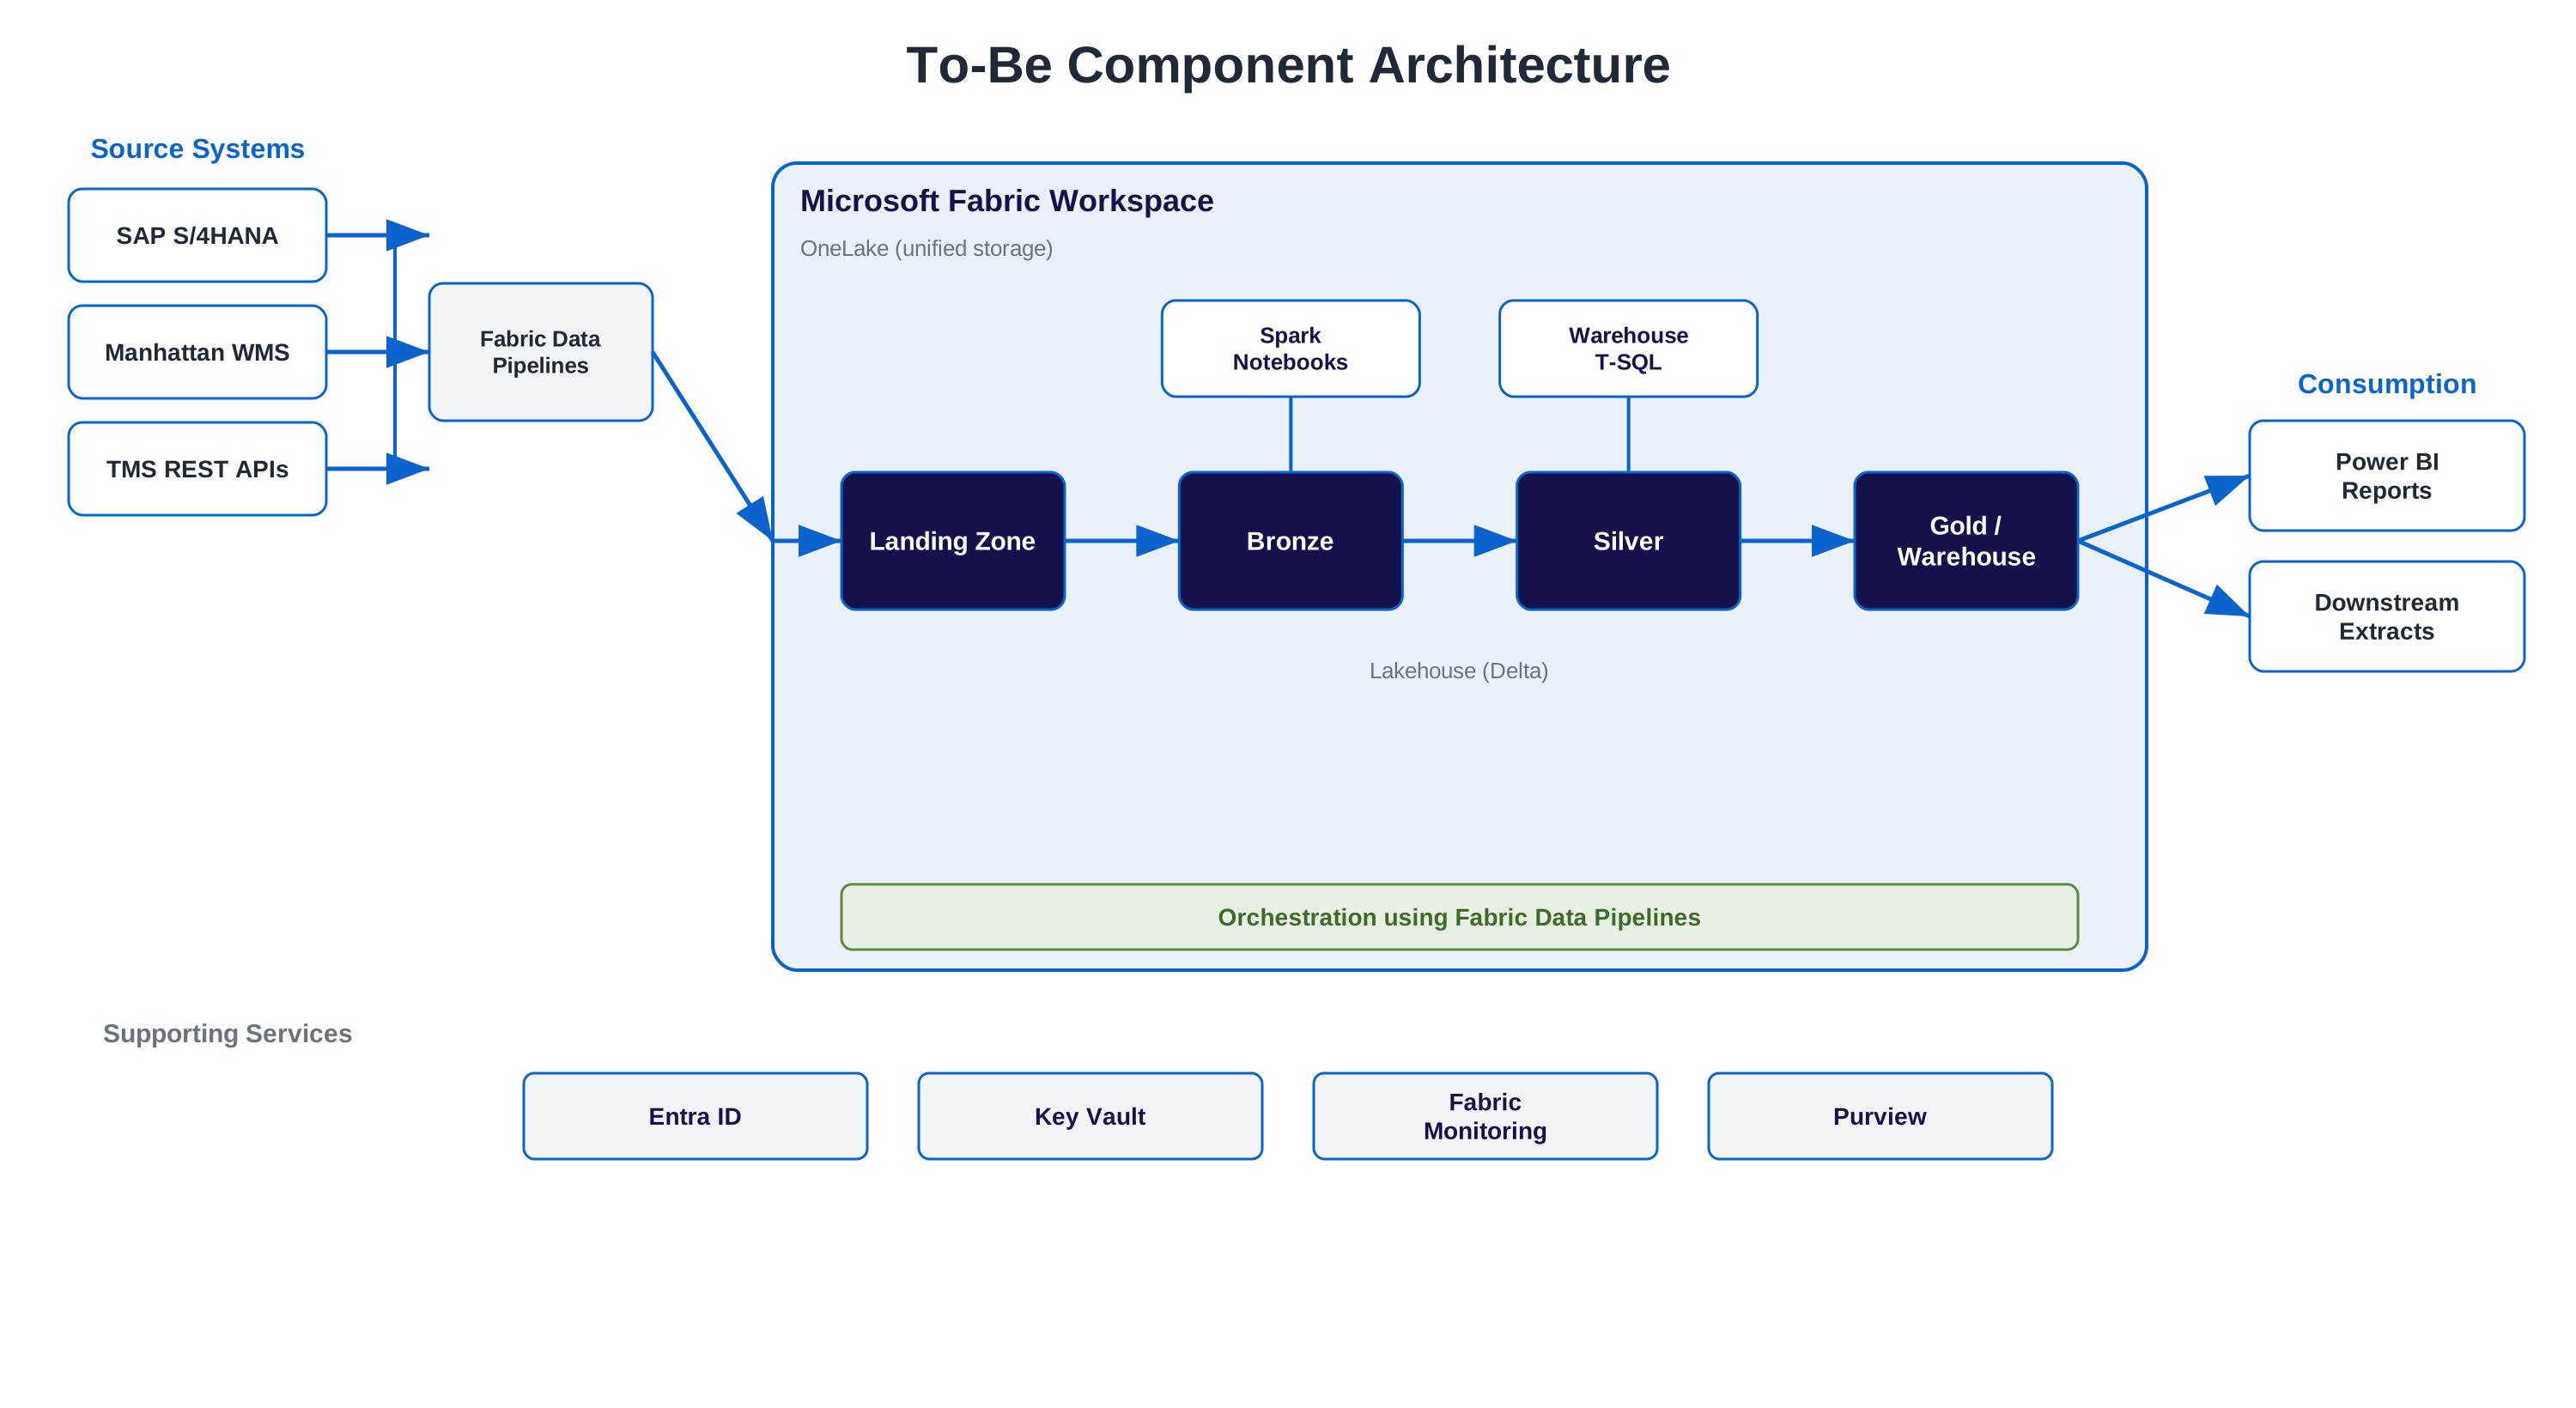 To-Be Component Architecture
Source Systems
SAP S/4HANA
Manhattan WMS
TMS REST APIs
Fabric Data
Pipelines
Microsoft Fabric Workspace
OneLake (unified storage)
Spark
Notebooks
Warehouse
T-SQL
Landing Zone
Bronze
Silver
Gold /
Warehouse
Lakehouse (Delta)
Orchestration using Fabric Data Pipelines
Consumption
Power BI
Reports
Downstream
Extracts
Supporting Services
Entra ID
Key Vault
Fabric
Monitoring
Purview